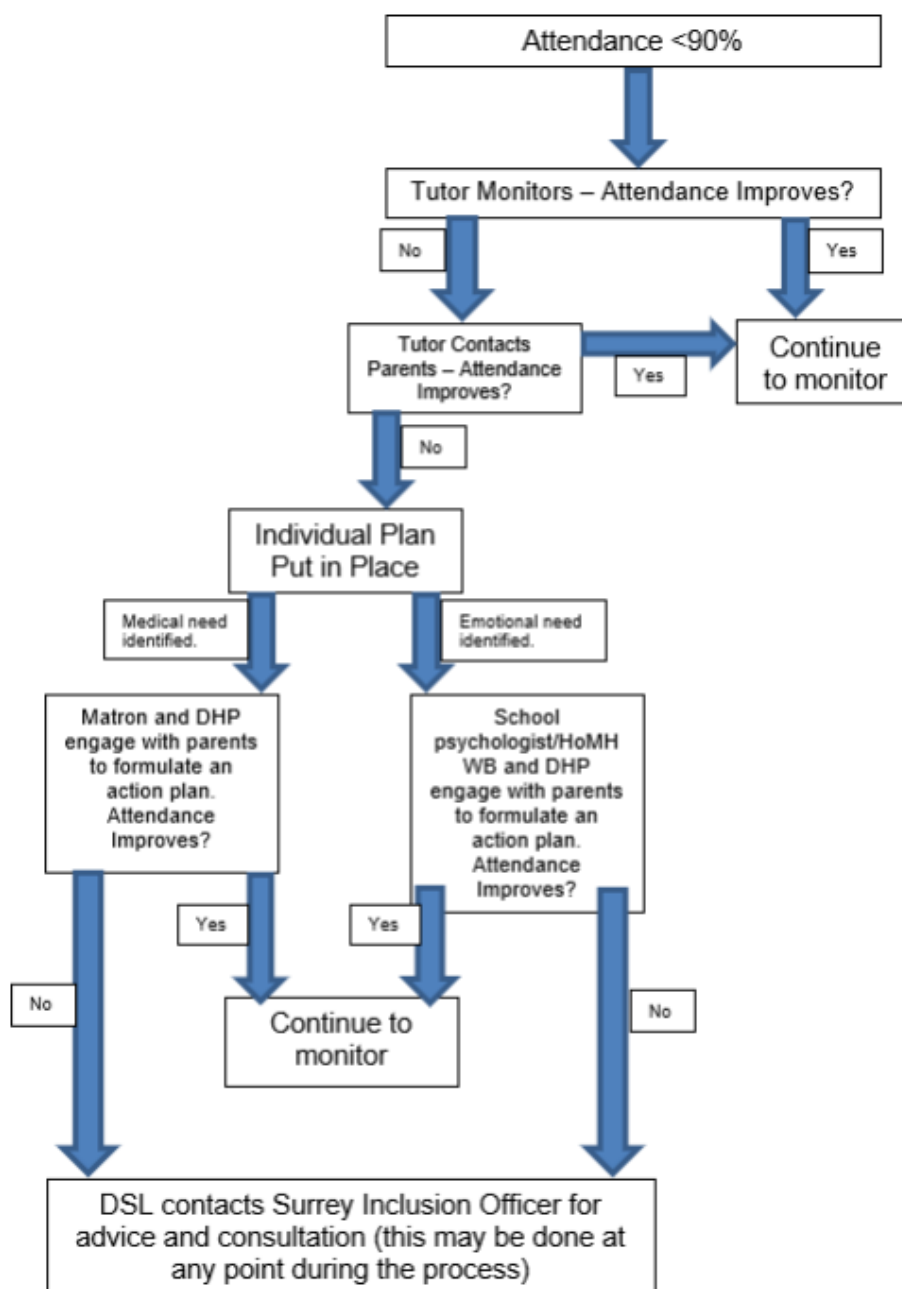 Attendance <90%
Tutor Monitors – Attendance Improves?
No
Yes
Tutor Contacts
Parents – Attendance
Improves?
Yes
Continue
to monitor
No
Individual Plan
Put in Place
Medical need
identified.
Emotional need
identified.
Matron and DHP
engage with parents
to formulate an
action plan.
Attendance
Improves?
School
psychologist/HoMH
WB and DHP
engage with parents
to formulate an
action plan.
Attendance
Improves?
Yes
Yes
No
No
Continue to
monitor
DSL contacts Surrey Inclusion Officer for
advice and consultation (this may be done at
any point during the process)